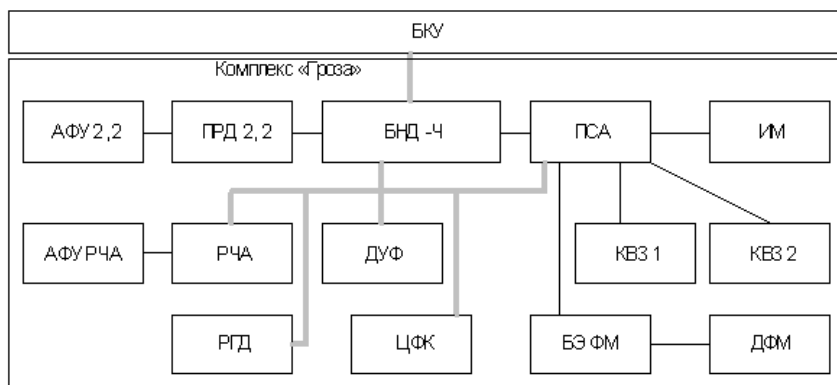 БКУ
Комплекс «Гроза»
АФУ 2,2
ПРД 2, 2
БНД -Ч
ПСА
ИМ
АФУ РЧА
РЧА
ДУФ
КВЗ 1
КВЗ 2
РГД
ЦФК
БЭ ФМ
ДФМ